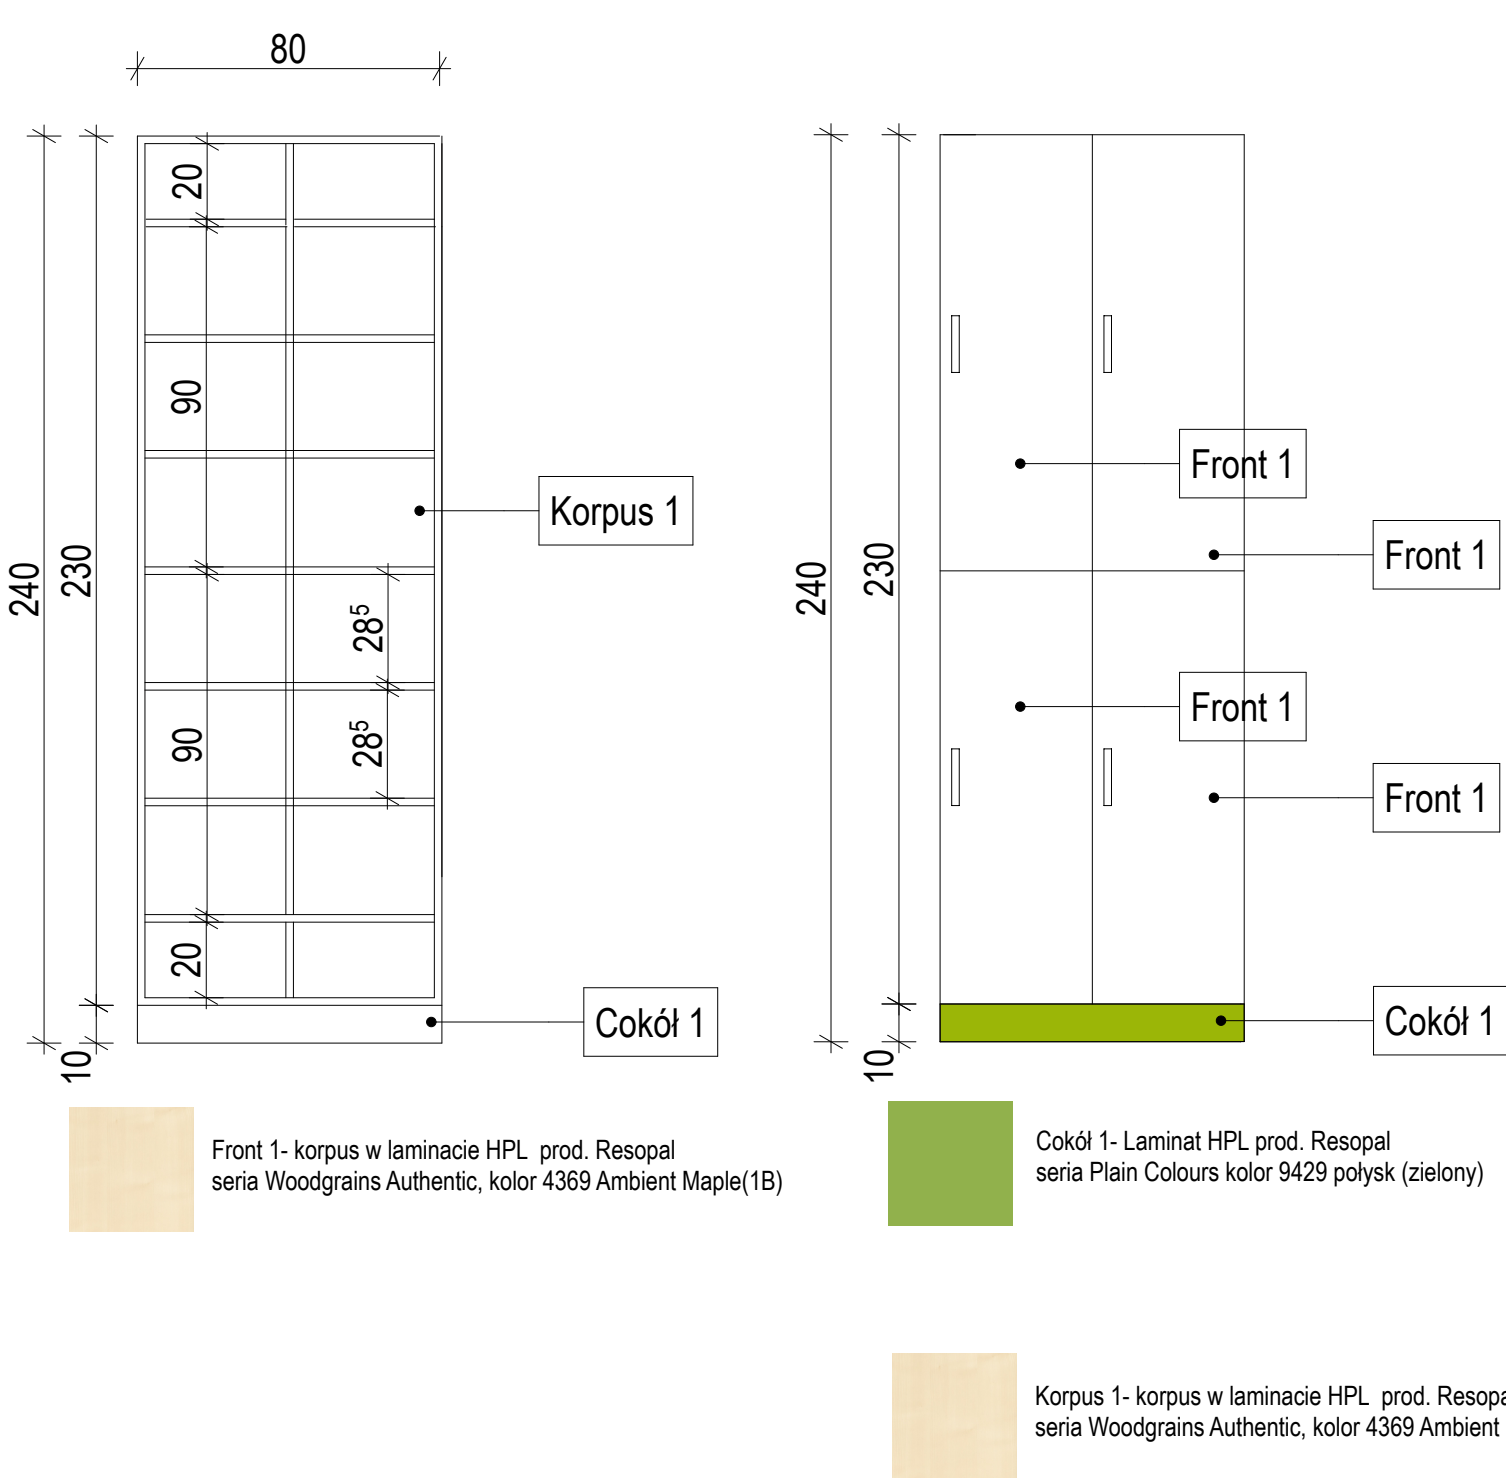 80
20
90
Korpus 1
240
230
28⁵
90
28⁵
20
Cokół 1
10
Front 1
Front 1
240
230
Front 1
Front 1
Cokół 1
10
Front 1- korpus w laminacie HPL  prod. Resopal
seria Woodgrains Authentic, kolor 4369 Ambient Maple(1B)
Cokół 1- Laminat HPL prod. Resopal
seria Plain Colours kolor 9429 połysk (zielony)
Korpus 1- korpus w laminacie HPL  prod. Resopa
seria Woodgrains Authentic, kolor 4369 Ambient